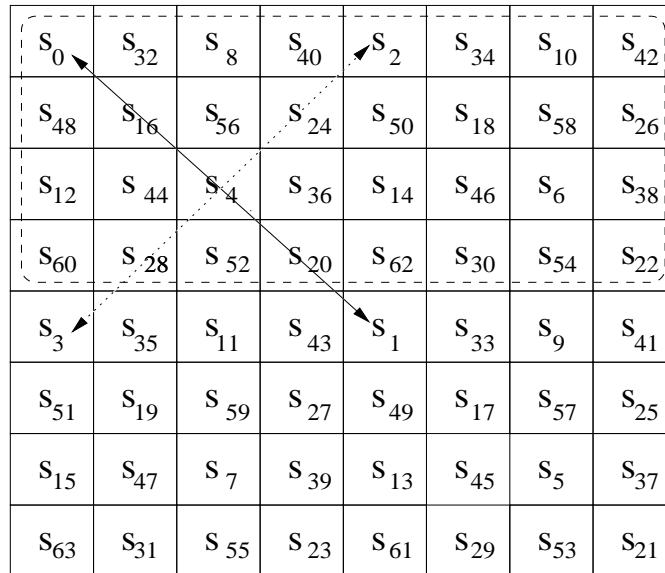 S0 S32 S8 S40 S2 S34 S10 S42
S48 S16 S56 S24 S50 S18 S58 S26
S12 S44 S4 S36 S14 S46 S6 S38
S60 S28 S52 S20 S62 S30 S54 S22
S3 S35 S11 S43 S1 S33 S9 S41
S51 S19 S59 S27 S49 S17 S57 S25
S15 S47 S7 S39 S13 S45 S5 S37
S63 S31 S55 S23 S61 S29 S53 S21